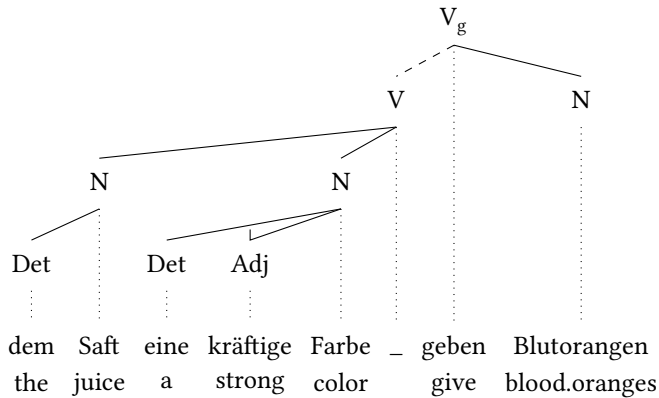 V_g
V N
N N
Det Det Adj
dem Saft eine kräftige Farbe _ geben Blutorangen
the juice a strong color give blood.oranges